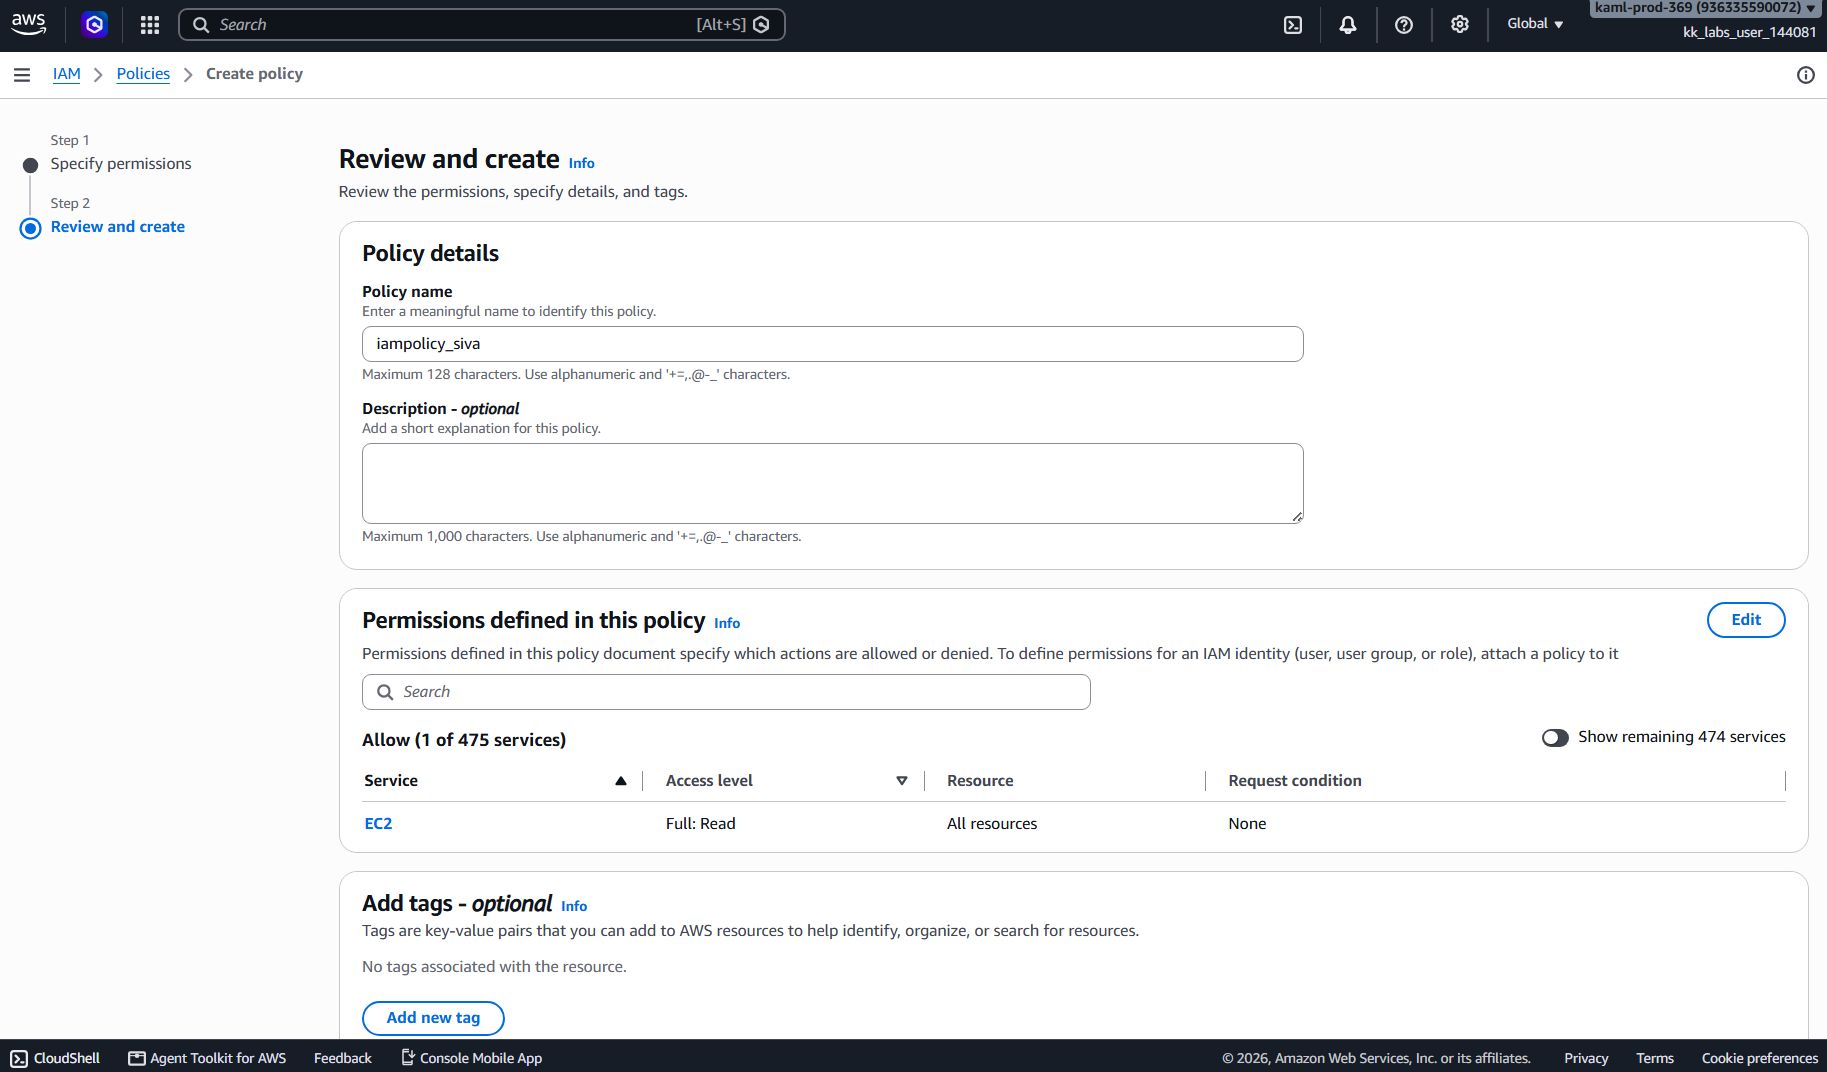 aws
Search
[Alt+S]
Global
kaml-prod-369 (936335590072)
kk_labs_user_144081
IAM
Policies
Create policy
Step 1
Specify permissions
Step 2
Review and create
Review and create Info
Review the permissions, specify details, and tags.
Policy details
Policy name
Enter a meaningful name to identify this policy.
iampolicy_siva
Maximum 128 characters. Use alphanumeric and '+=,.@-_' characters.
Description - optional
Add a short explanation for this policy.
Maximum 1,000 characters. Use alphanumeric and '+=,.@-_' characters.
Permissions defined in this policy Info
Edit
Permissions defined in this policy document specify which actions are allowed or denied. To define permissions for an IAM identity (user, user group, or role), attach a policy to it
Search
Allow (1 of 475 services)
Show remaining 474 services
Service Access level Resource Request condition
EC2 Full: Read All resources None
Add tags - optional Info
Tags are key-value pairs that you can add to AWS resources to help identify, organize, or search for resources.
No tags associated with the resource.
Add new tag
CloudShell Agent Toolkit for AWS Feedback Console Mobile App © 2026, Amazon Web Services, Inc. or its affiliates. Privacy Terms Cookie preferences